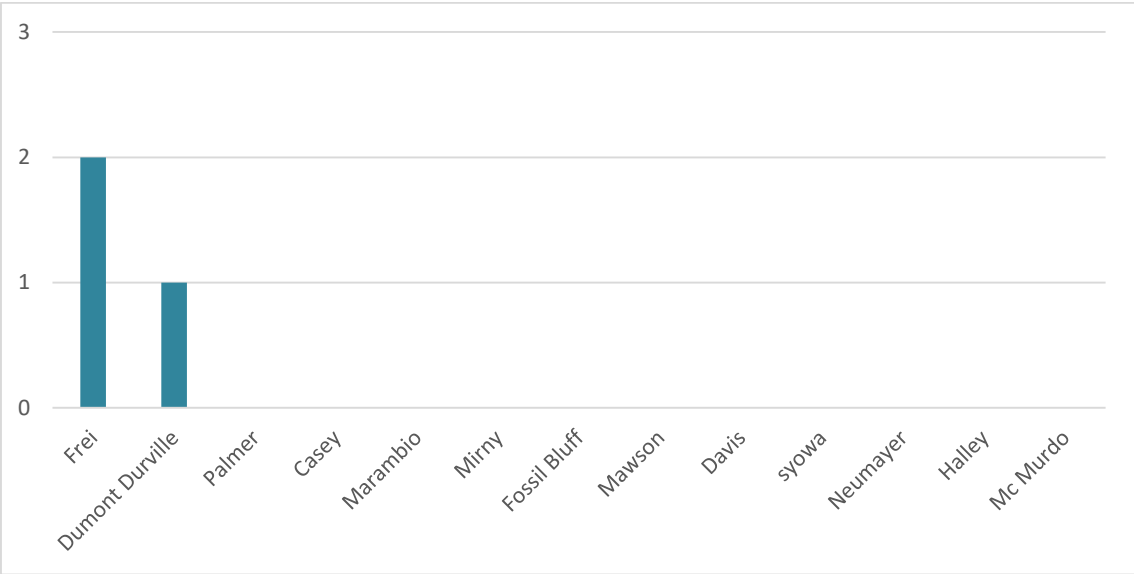 3
2
1
0
Frei
Dumont Durville
Palmer
Casey
Marambio
Mirny
Fossil Bluff
Mawson
Davis
syowa
Neumayer
Halley
Mc Murdo